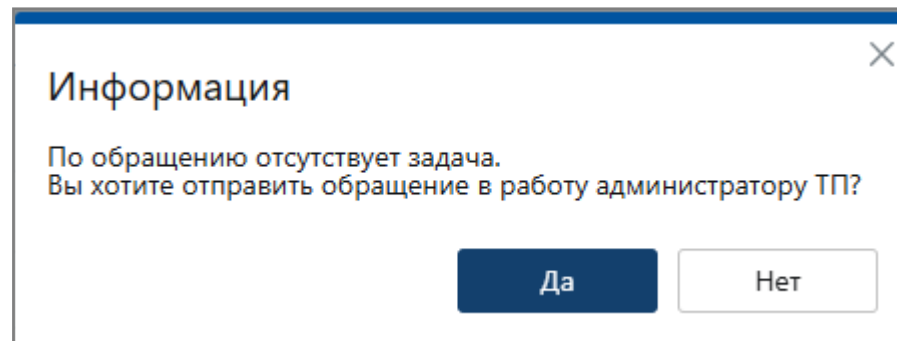 Информация
По обращению отсутствует задача.
Вы хотите отправить обращение в работу администратору ТП?
Да
Нет